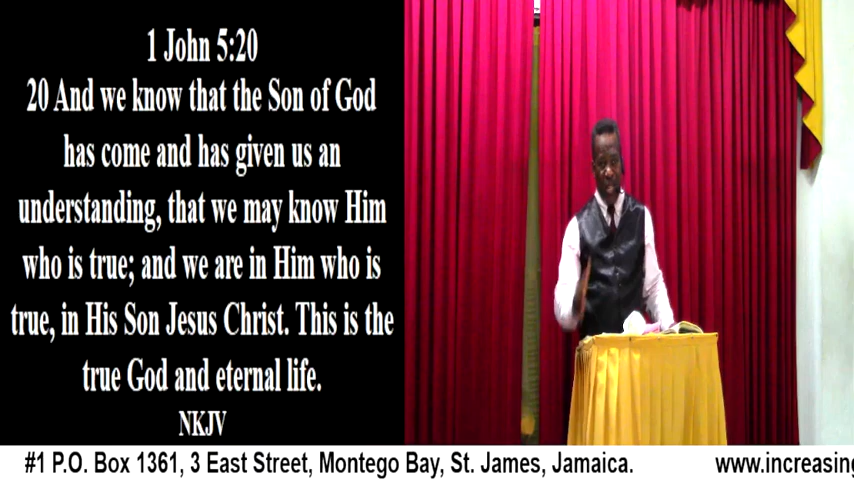 1 John 5:20
20 And we know that the Son of God
has come and has given us an
understanding, that we may know Him
who is true; and we are in Him who is
true, in His Son Jesus Christ. This is the
true God and eternal life.
NKJV
#1 P.O. Box 1361, 3 East Street, Montego Bay, St. James, Jamaica. www.increasing